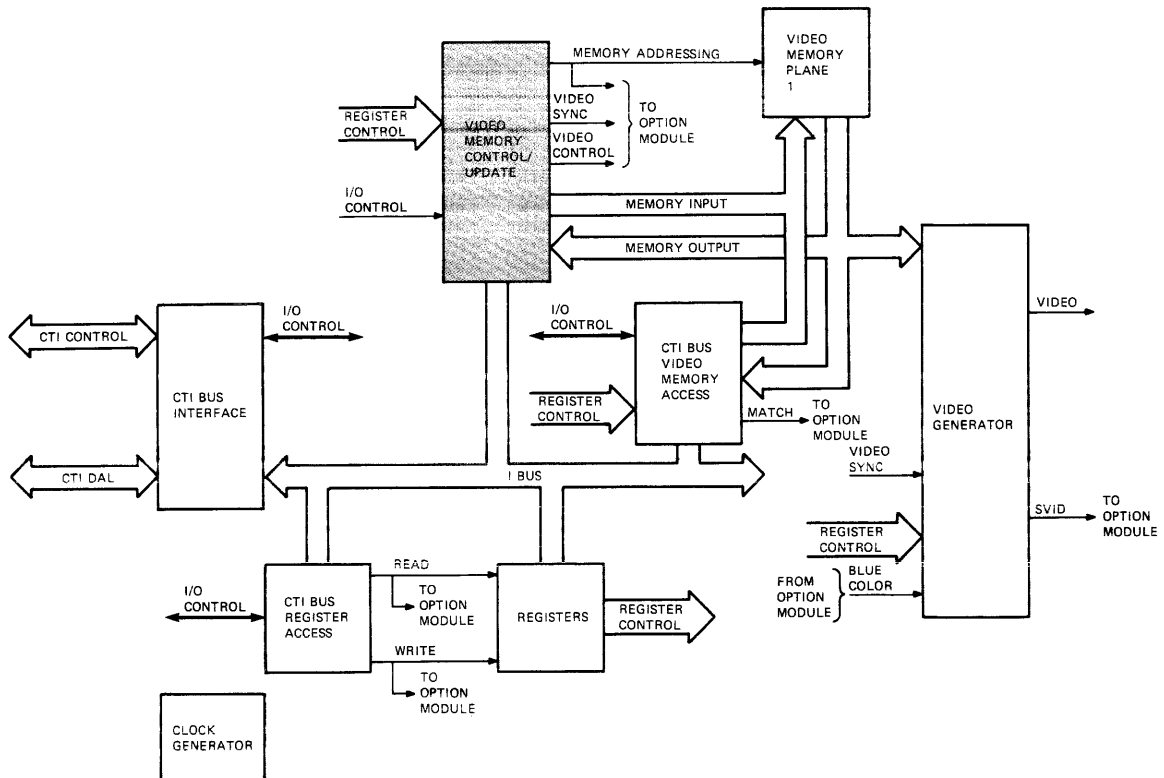 MEMORY ADDRESSING
VIDEO
MEMORY
PLANE
1
VIDEO
SYNC
TO
OPTION
MODULE
VIDEO
CONTROL
REGISTER
CONTROL
VIDEO
MEMORY
CONTROL/
UPDATE
I/O
CONTROL
MEMORY INPUT
MEMORY OUTPUT
CTI CONTROL
CTI BUS
INTERFACE
I/O
CONTROL
CTI DAL
I/O
CONTROL
CTI BUS
VIDEO
MEMORY
ACCESS
REGISTER
CONTROL
MATCH
TO
OPTION
MODULE
VIDEO
GENERATOR
VIDEO
VIDEO
SYNC
SVID
TO
OPTION
MODULE
REGISTER
CONTROL
FROM
OPTION
MODULE
BLUE
COLOR
I BUS
I/O
CONTROL
CTI BUS
REGISTER
ACCESS
READ
TO
OPTION
MODULE
WRITE
TO
OPTION
MODULE
REGISTERS
REGISTER
CONTROL
CLOCK
GENERATOR